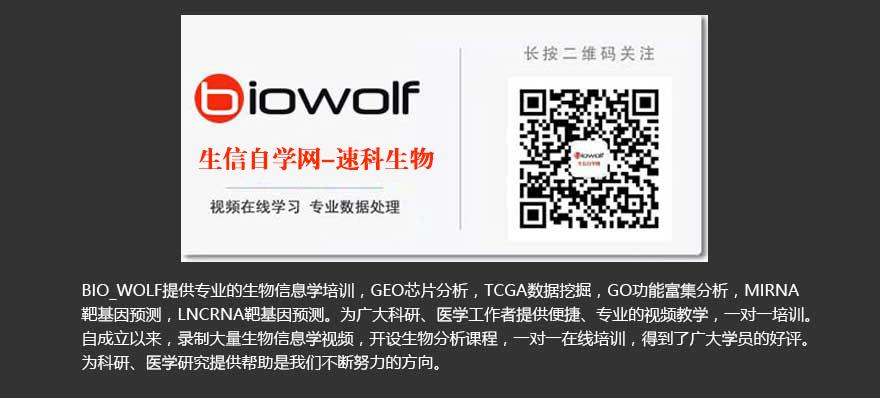 长按二维码关注
biowolf
生信自学网-速科生物
视频在线学习 专业数据处理
biowolf
生信自学网
BIO_WOLF提供专业的生物信息学培训，GEO芯片分析，TCGA数据挖掘，GO功能富集分析，MIRNA
靶基因预测，LNCRNA靶基因预测。为广大科研、医学工作者提供便捷、专业的视频教学，一对一培训。
自成立以来，录制大量生物信息学视频，开设生物分析课程，一对一在线培训，得到了广大学员的好评。
为科研、医学研究提供帮助是我们不断努力的方向。